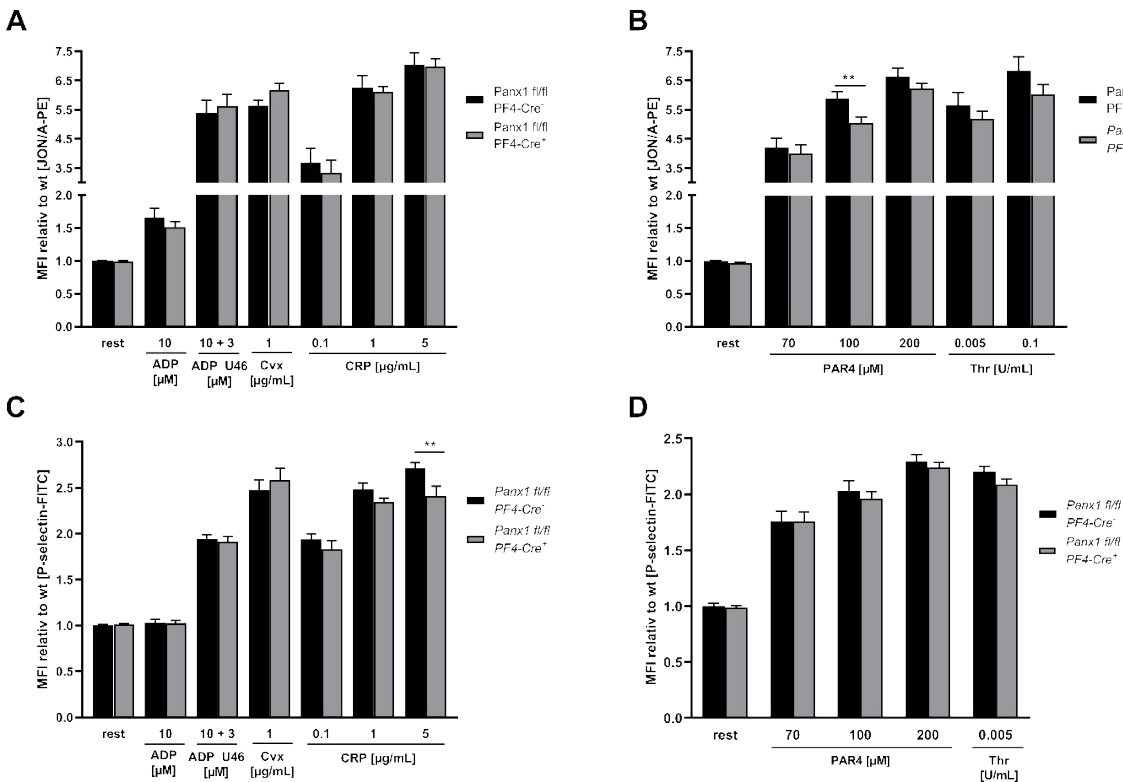 A
MFI relativ to wt [JON/A-PE]
7.5
6.5
5.5
4.5
3.5
2.0
1.5
1.0
0.5
0.0
rest
10
10 + 3
1
0.1
1
5
ADP
[µM]
ADP U46
[µM]
Cvx
[µg/mL]
CRP [µg/mL]
Panx1 fl/fl
PF4-Cre-
Panx1 fl/fl
PF4-Cre+
B
MFI relativ to wt [JON/A-PE]
7.5
6.5
5.5
4.5
3.5
2.0
1.5
1.0
0.5
0.0
**
rest
70
100
200
0.005
0.1
PAR4 [µM]
Thr [U/mL]
Pan
PF
Pa
PF
C
MFI relativ to wt [P-selectin-FITC]
3.0
2.5
2.0
1.5
1.0
0.5
0.0
**
rest
10
10 + 3
1
0.1
1
5
ADP
[µM]
ADP U46
[µM]
Cvx
[µg/mL]
CRP [µg/mL]
Panx1 fl/fl
PF4-Cre-
Panx1 fl/fl
PF4-Cre+
D
MFI relativ to wt [P-selectin-FITC]
2.5
2.0
1.5
1.0
0.5
0.0
rest
70
100
200
0.005
PAR4 [µM]
Thr
[U/mL]
Panx1 fl/fl
PF4-Cre-
Panx1 fl/fl
PF4-Cre+